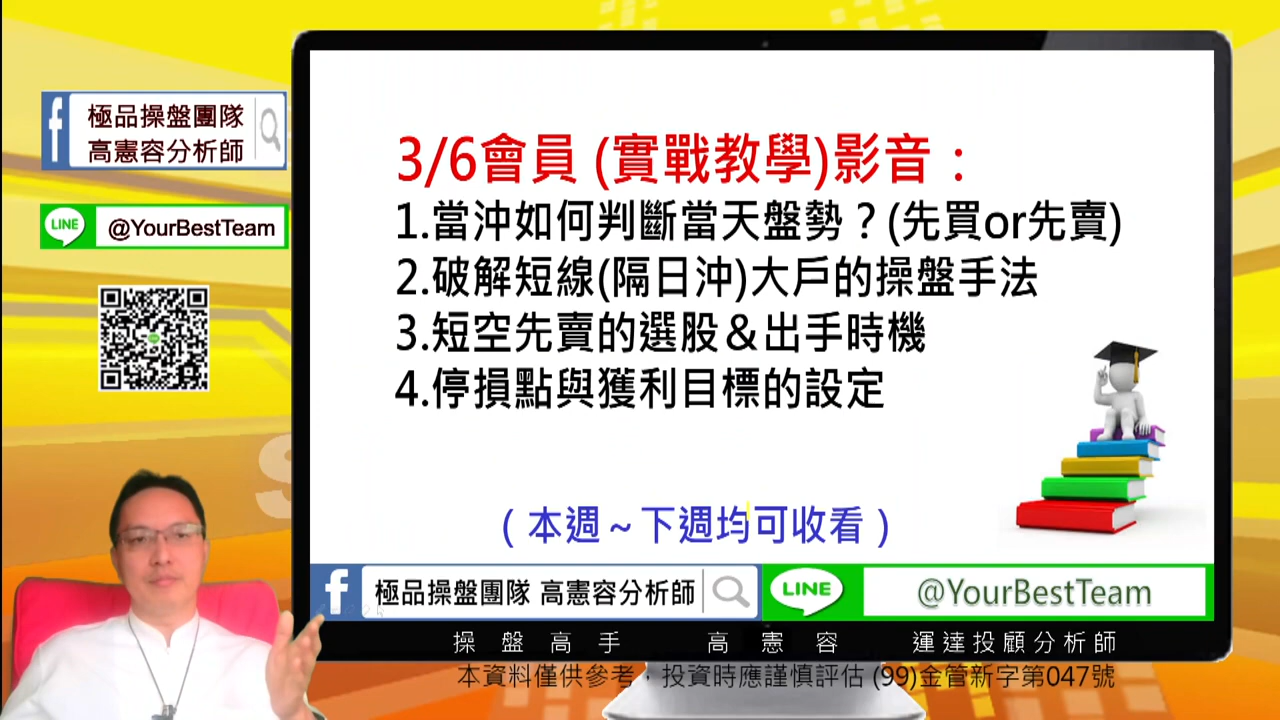 極品操盤團隊
高憲容分析師
LINE
@YourBestTeam
3/6會員 (實戰教學)影音：
1.當沖如何判斷當天盤勢？(先買or先賣)
2.破解短線(隔日沖)大戶的操盤手法
3.短空先賣的選股＆出手時機
4.停損點與獲利目標的設定
（本週～下週均可收看）
極品操盤團隊 高憲容分析師
LINE
@YourBestTeam
操盤高手 高憲容 運達投顧分析師
本資料僅供參考，投資時應謹慎評估 (99)金管新字第047號